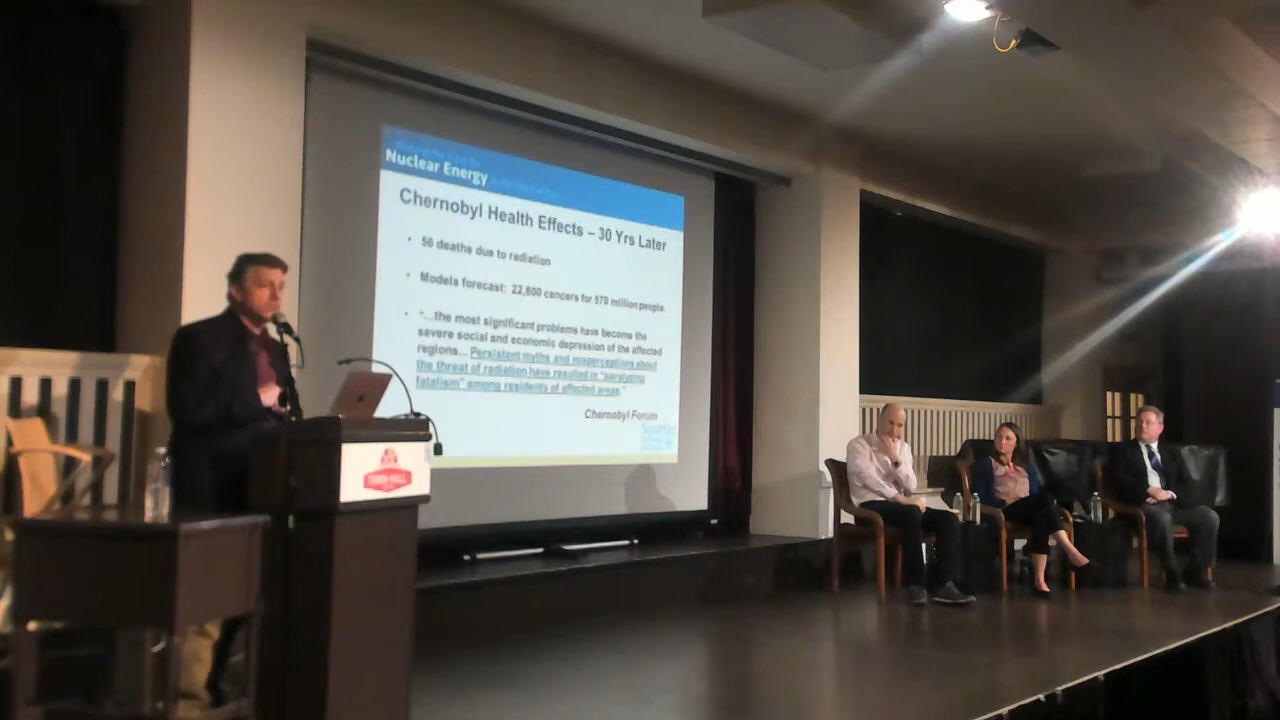 Nuclear Energy
Chernobyl Health Effects – 30 Yrs Later
• 56 deaths due to radiation
• Models forecast: 22,800 cancers for 570 million people.
• "...the most significant problems have become the
severe social and economic depression of the affected
regions... Persistent myths and misperceptions about
the threat of radiation have resulted in "paralyzing
fatalism" among residents of affected areas."
Chernobyl Forum
Seattle
TOWN HALL